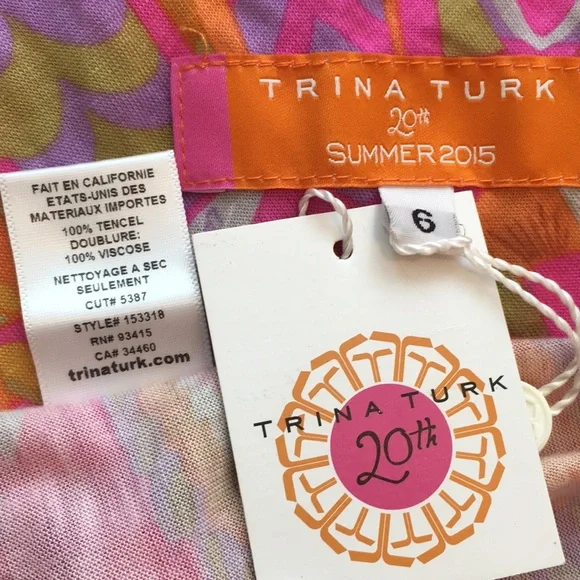 TRINA TURK
20th
SUMMER 2015
6
FAIT EN CALIFORNIE
ETATS-UNIS DES
MATERIAUX IMPORTES
100% TENCEL
DOUBLURE:
100% VISCOSE
NETTOYAGE A SEC
SEULEMENT
CUT# 5387
STYLE# 153318
RN# 93415
CA# 34460
trinaturk.com
TRINA TURK
20th